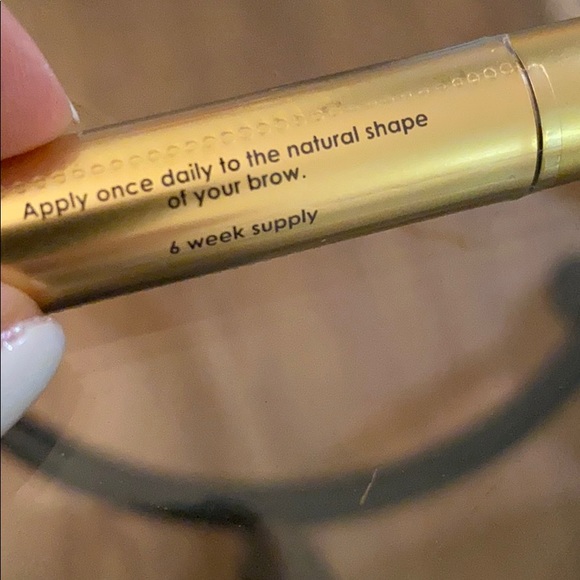 Apply once daily to the natural shape
of your brow.
6 week supply